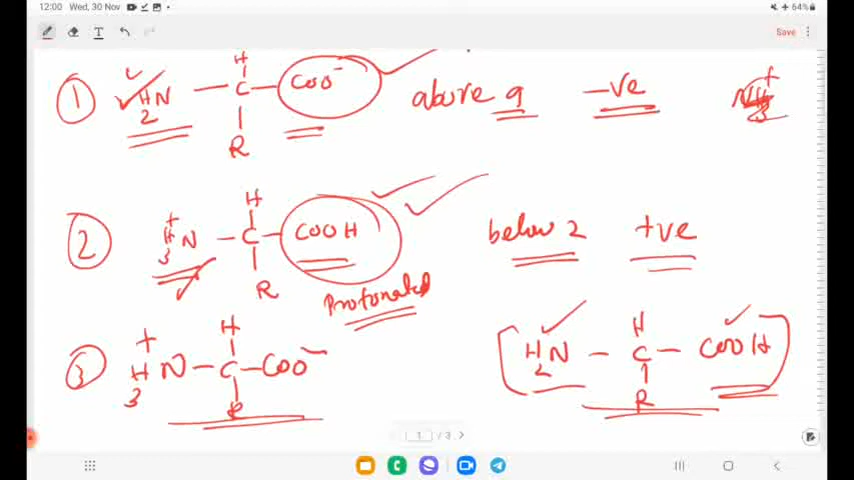 12:00 Wed, 30 Nov 64%
T Save
H
① H2N — C — COO⁻ above 9 -ve
R
H
② ⁺H3N — C — COOH below 2 +ve
R
Protonated
③ ⁺H3N — C — COO⁻
H
R
H
[H2N — C — COOH]
R
1 / 3